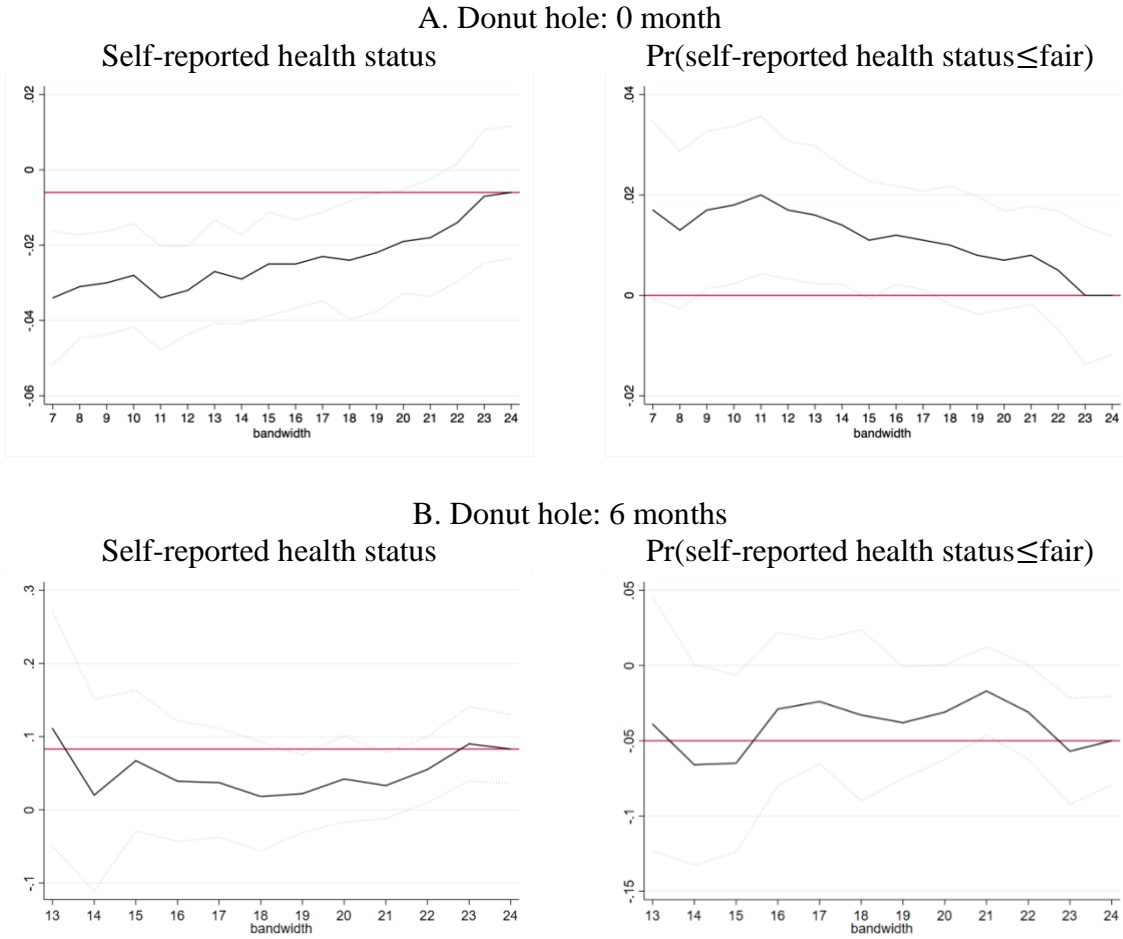 A. Donut hole: 0 month
Self-reported health status
Pr(self-reported health status≤fair)
.02
0
-.02
-.04
-.06
7 8 9 10 11 12 13 14 15 16 17 18 19 20 21 22 23 24
bandwidth
.04
.02
0
-.02
7 8 9 10 11 12 13 14 15 16 17 18 19 20 21 22 23 24
bandwidth
B. Donut hole: 6 months
Self-reported health status
Pr(self-reported health status≤fair)
.3
.2
.1
0
-.1
13 14 15 16 17 18 19 20 21 22 23 24
bandwidth
.05
0
-.05
-.1
-.15
13 14 15 16 17 18 19 20 21 22 23 24
bandwidth